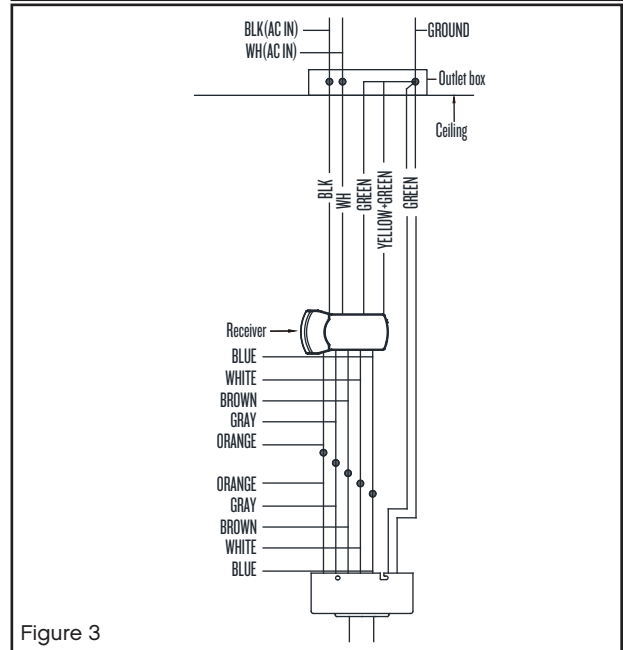 BLK(AC IN)
GROUND
WH(AC IN)
Outlet box
Ceiling
BLK
WH
GREEN
YELLOW+GREEN
GREEN
Receiver
BLUE
WHITE
BROWN
GRAY
ORANGE
ORANGE
GRAY
BROWN
WHITE
BLUE
Figure 3